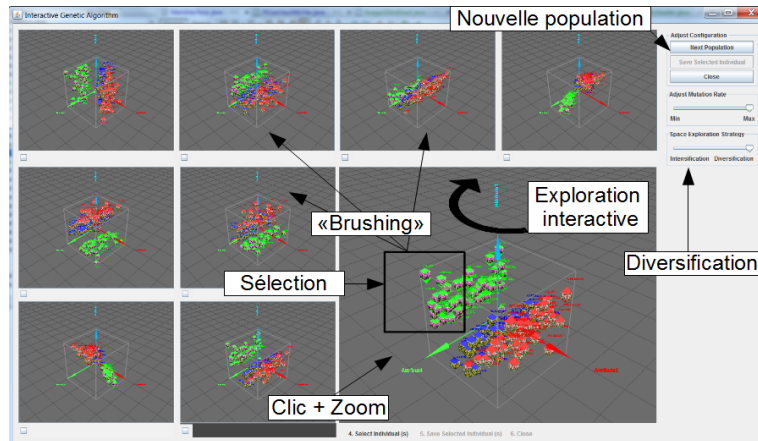 Interactive Genetic Algorithm
Nouvelle population
Adjust Configuration
Next Population
Save Selected Individual
Close
Adjust Mutation Rate
Min Max
Space Exploration Strategy
Intensification Diversification
Exploration
interactive
«Brushing»
Diversification
Sélection
Clic + Zoom
4. Select Individual (s) 5. Save Selected Individual (s) 6. Close